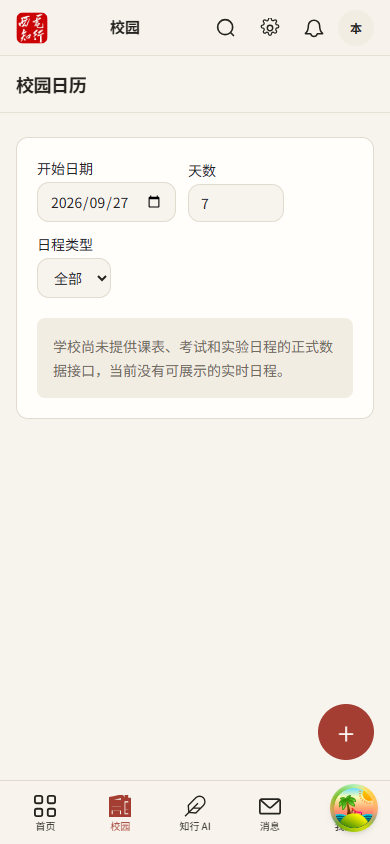 校园
本
校园日历
开始日期
天数
2026/09/27
7
日程类型
全部
学校尚未提供课表、考试和实验日程的正式数
据接口，当前没有可展示的实时日程。
+
首页
校园
知行 AI
消息